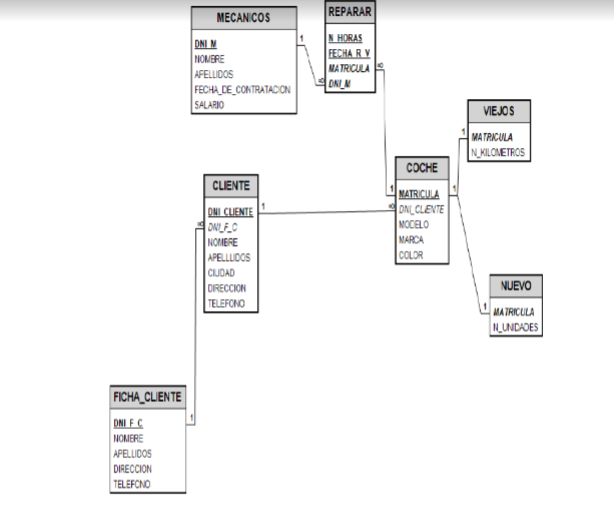 MECANICOS
DNI_M
NOMBRE
APELLIDOS
FECHA_DE_CONTRATACION
SALARIO
REPARAR
N_HORAS
FECHA_R_V
MATRICULA
DNI_M
VIEJOS
MATRICULA
N_KILOMETROS
COCHE
MATRICULA
DNI_CLIENTE
MODELO
MARCA
COLOR
CLIENTE
DNI_CLIENTE
DNI_F_C
NOMBRE
APELLLIDOS
CIUDAD
DIRECCION
TELEFONO
NUEVO
MATRICULA
N_UNIDADES
FICHA_CLIENTE
DNI_F_C
NOMBRE
APELLIDOS
DIRECCION
TELEFONO
1
∞
∞
1
1
1
1
1
∞
∞
1